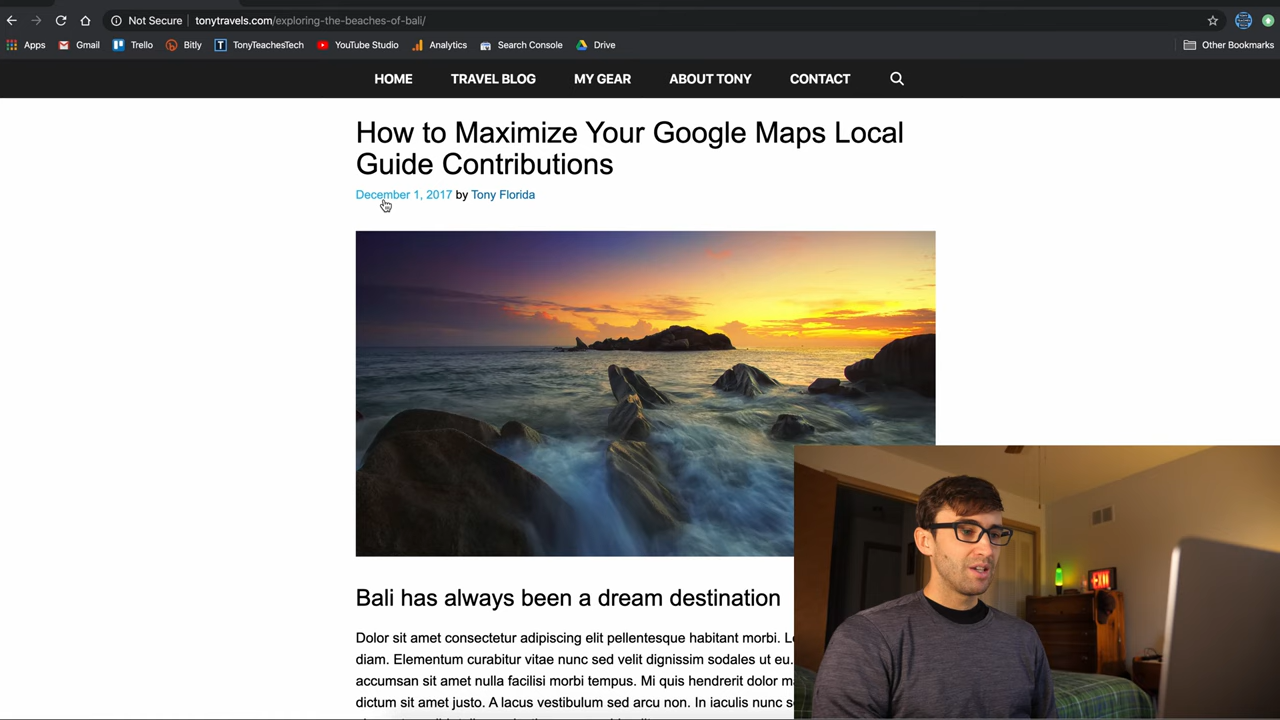 Not Secure tonytravels.com/exploring-the-beaches-of-bali/
Apps Gmail Trello Bitly TonyTeachesTech YouTube Studio Analytics Search Console Drive Other Bookmarks
HOME TRAVEL BLOG MY GEAR ABOUT TONY CONTACT
How to Maximize Your Google Maps Local
Guide Contributions
December 1, 2017 by Tony Florida
Bali has always been a dream destination
Dolor sit amet consectetur adipiscing elit pellentesque habitant morbi.
diam. Elementum curabitur vitae nunc sed velit dignissim sodales ut eu.
accumsan sit amet nulla facilisi morbi tempus. Mi quis hendrerit dolor
dictum sit amet justo. A lacus vestibulum sed arcu non. In iaculis nunc